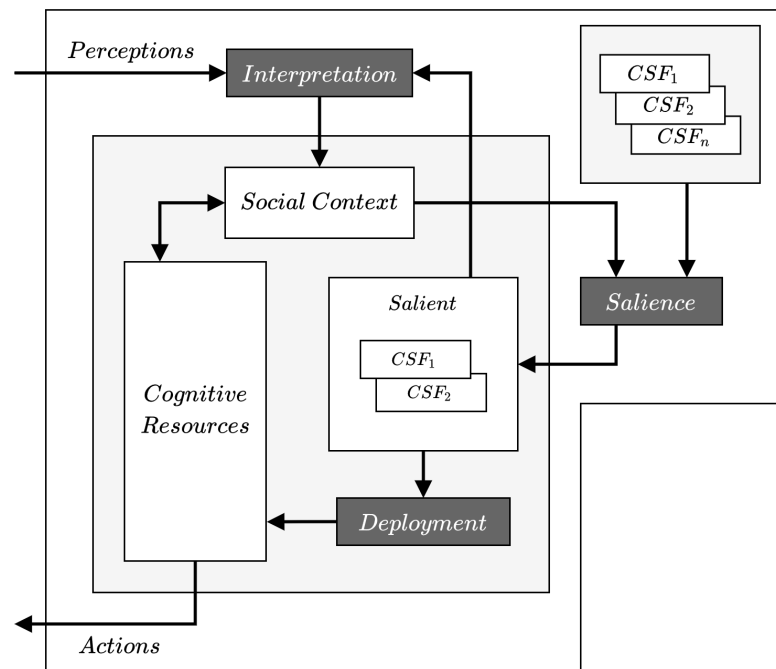 Perceptions
Interpretation
CSF₁
CSF₂
CSFₙ
Social Context
Salient
Salience
CSF₁
CSF₂
Cognitive
Resources
Deployment
Actions